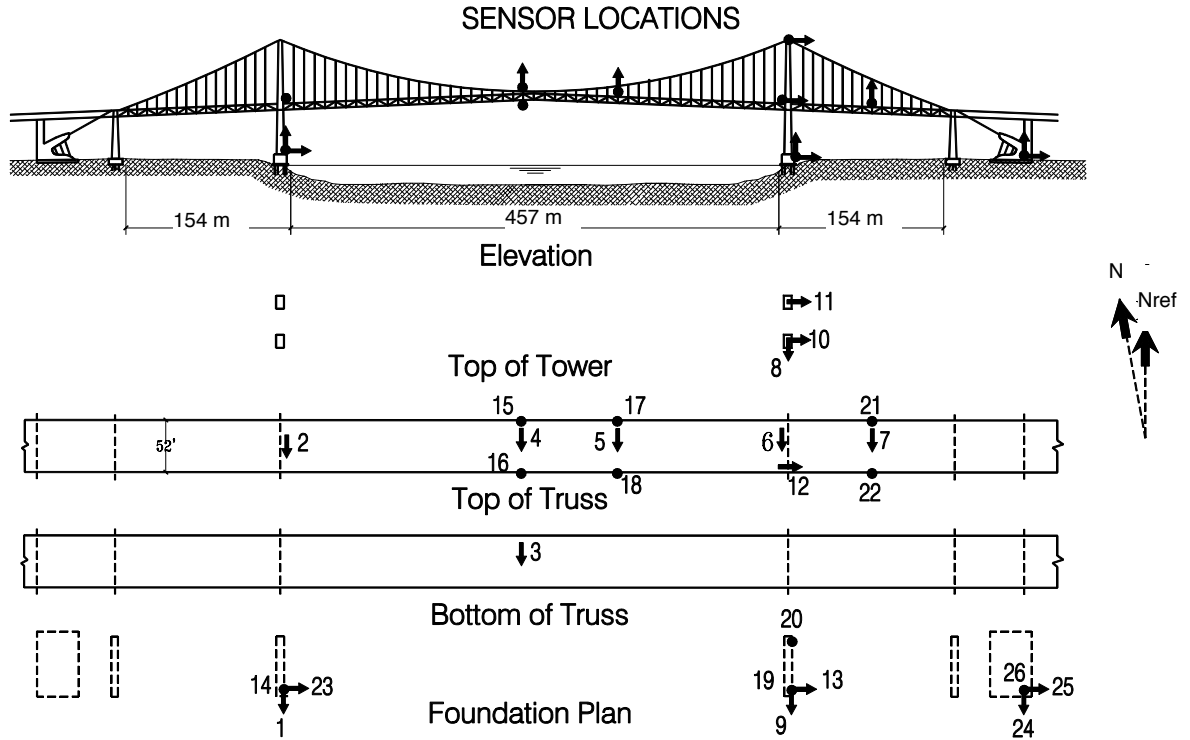 SENSOR LOCATIONS
154 m 457 m 154 m
Elevation
N
Nref
11
10
Top of Tower 8
15 17 21
52' 2 4 5 6 7
16 18 12 22
Top of Truss
3
Bottom of Truss
20
14 23 19 13 26 25
Foundation Plan
1 9 24